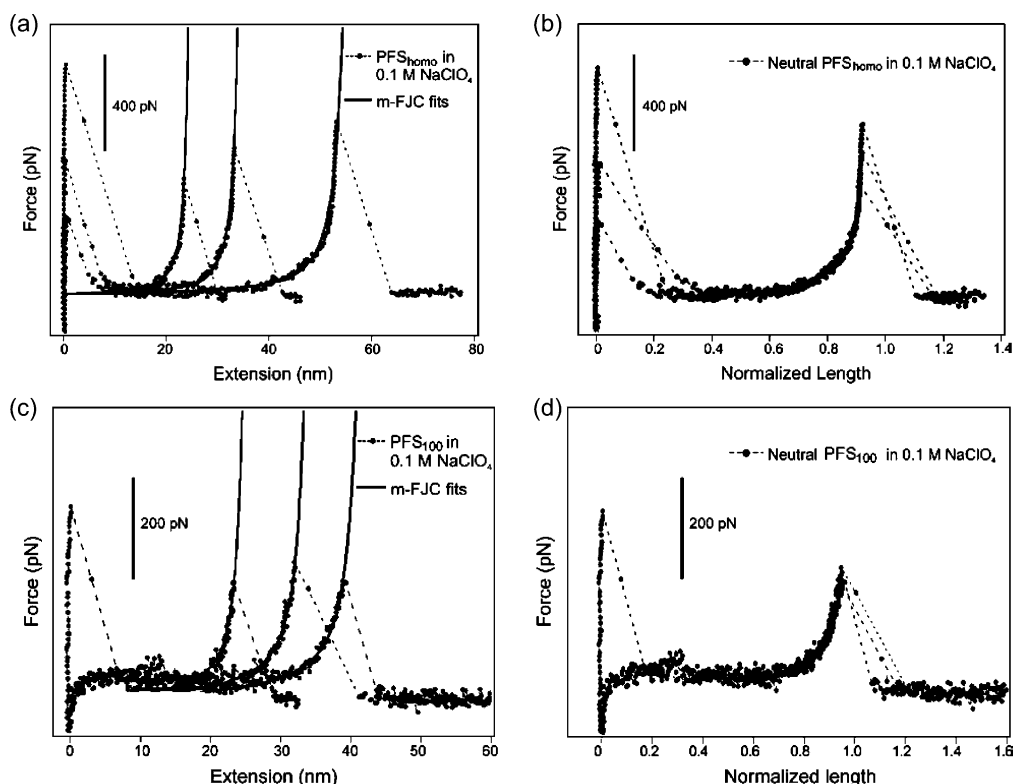 (a)
PFShomo in
0.1 M NaClO4
m-FJC fits
400 pN
Force (pN)
0 20 40 60 80
Extension (nm)
(b)
Neutral PFShomo in 0.1 M NaClO4
400 pN
Force (pN)
0 0.2 0.4 0.6 0.8 1.0 1.2 1.4
Normalized Length
(c)
PFS100 in
0.1 M NaClO4
m-FJC fits
200 pN
Force (pN)
0 10 20 30 40 50 60
Extension (nm)
(d)
Neutral PFS100 in 0.1 M NaClO4
200 pN
Force (pN)
0 0.2 0.4 0.6 0.8 1.0 1.2 1.4 1.6
Normalized length